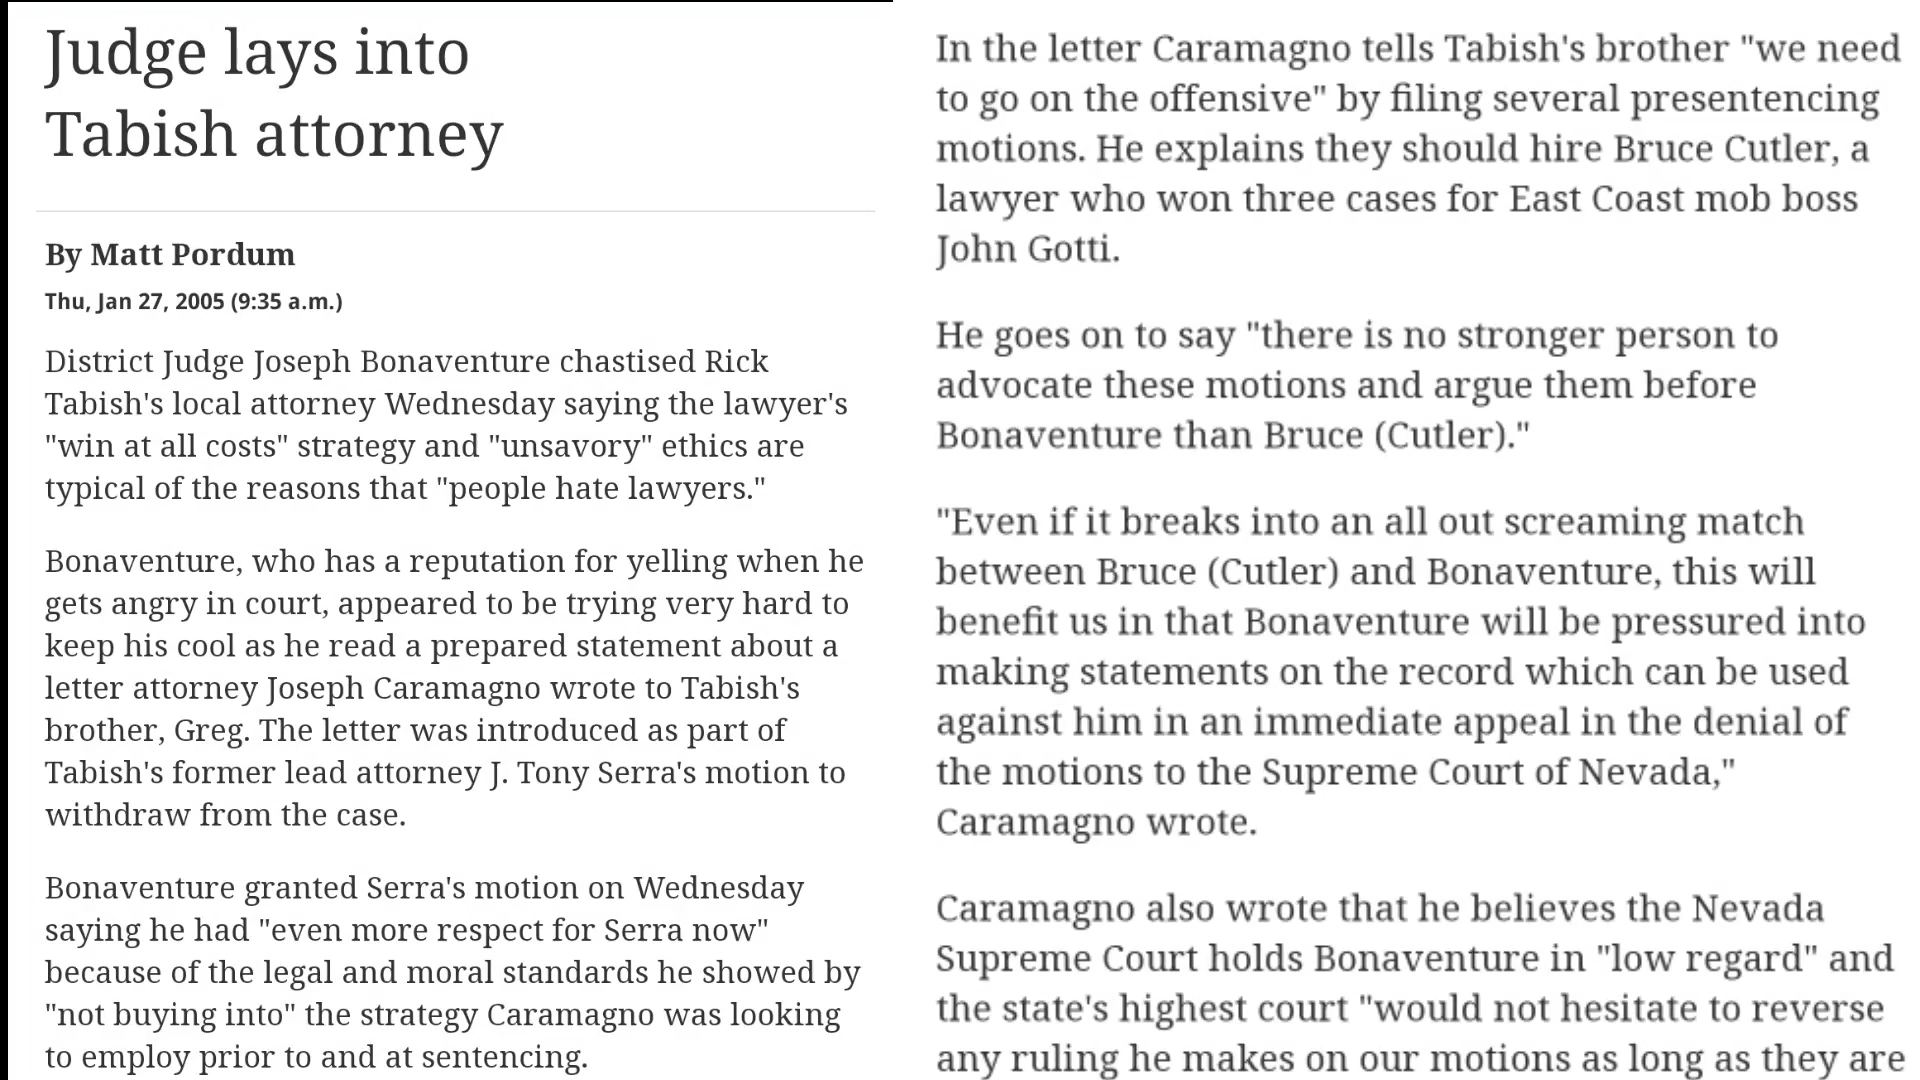 Judge lays into
Tabish attorney
By Matt Pordum
Thu, Jan 27, 2005 (9:35 a.m.)
District Judge Joseph Bonaventure chastised Rick
Tabish's local attorney Wednesday saying the lawyer's
"win at all costs" strategy and "unsavory" ethics are
typical of the reasons that "people hate lawyers."
Bonaventure, who has a reputation for yelling when he
gets angry in court, appeared to be trying very hard to
keep his cool as he read a prepared statement about a
letter attorney Joseph Caramagno wrote to Tabish's
brother, Greg. The letter was introduced as part of
Tabish's former lead attorney J. Tony Serra's motion to
withdraw from the case.
Bonaventure granted Serra's motion on Wednesday
saying he had "even more respect for Serra now"
because of the legal and moral standards he showed by
"not buying into" the strategy Caramagno was looking
to employ prior to and at sentencing.
In the letter Caramagno tells Tabish's brother "we need
to go on the offensive" by filing several presentencing
motions. He explains they should hire Bruce Cutler, a
lawyer who won three cases for East Coast mob boss
John Gotti.
He goes on to say "there is no stronger person to
advocate these motions and argue them before
Bonaventure than Bruce (Cutler)."
"Even if it breaks into an all out screaming match
between Bruce (Cutler) and Bonaventure, this will
benefit us in that Bonaventure will be pressured into
making statements on the record which can be used
against him in an immediate appeal in the denial of
the motions to the Supreme Court of Nevada,"
Caramagno wrote.
Caramagno also wrote that he believes the Nevada
Supreme Court holds Bonaventure in "low regard" and
the state's highest court "would not hesitate to reverse
any ruling he makes on our motions as long as they are